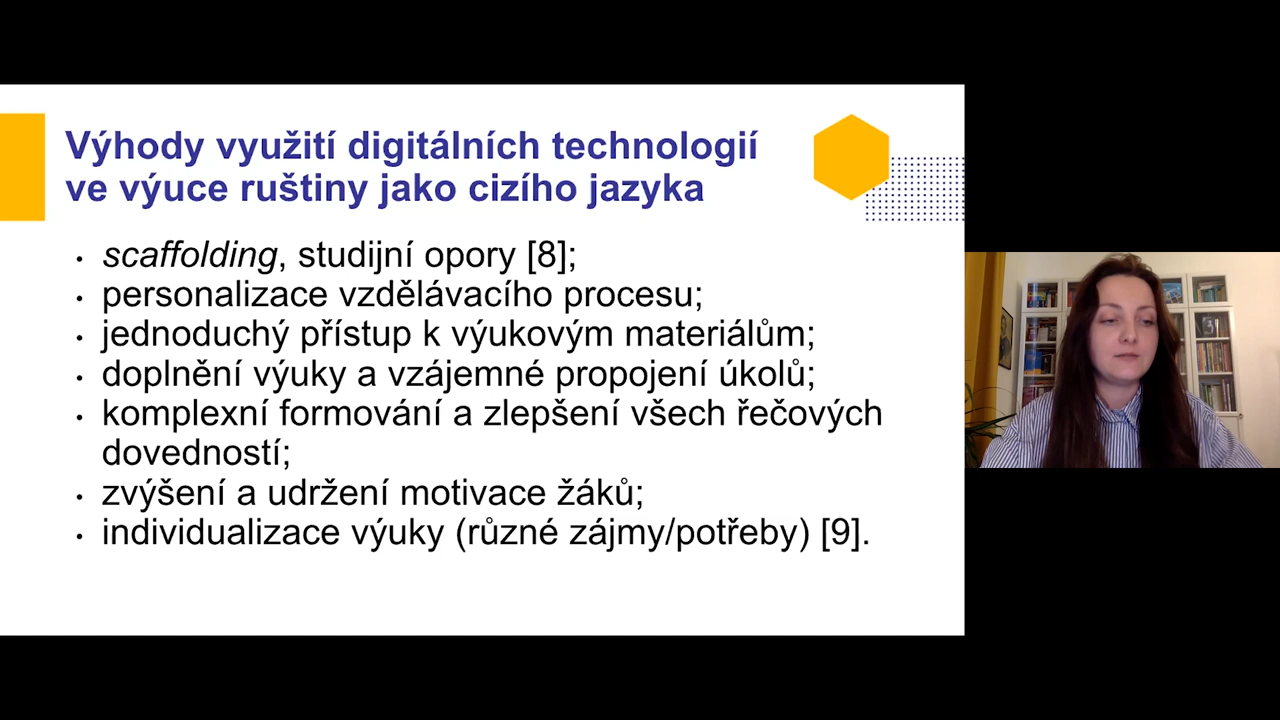 Výhody využití digitálních technologií
ve výuce ruštiny jako cizího jazyka
• scaffolding, studijní opory [8];
• personalizace vzdělávacího procesu;
• jednoduchý přístup k výukovým materiálům;
• doplnění výuky a vzájemné propojení úkolů;
• komplexní formování a zlepšení všech řečových
dovedností;
• zvýšení a udržení motivace žáků;
• individualizace výuky (různé zájmy/potřeby) [9].